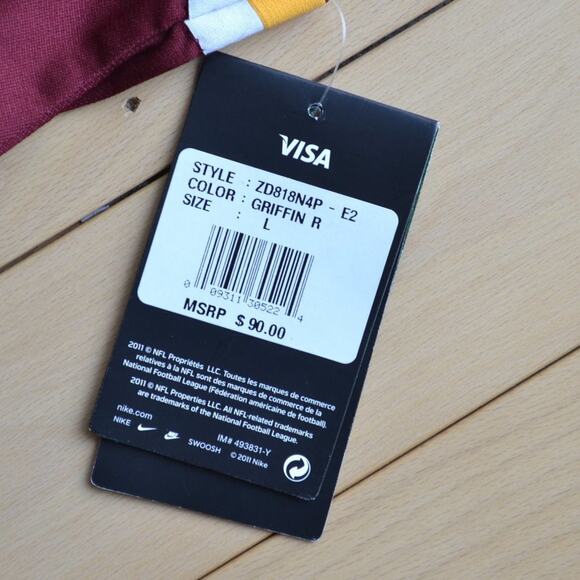 VISA
STYLE : ZD818N4P - E2
COLOR : GRIFFIN R
SIZE : L
0 09311 30522 4
MSRP $ 90.00
2011 © NFL Propriétés LLC. Toutes les marques de commerce
relatives à la NFL sont des marques de commerce de la
National Football League (Fédération américaine de football).
2011 © NFL Properties LLC. All NFL-related trademarks
are trademarks of the National Football League.
nike.com
NIKE SWOOSH IM# 493831-Y
© 2011 Nike